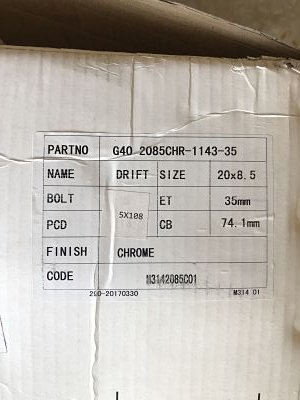 PARTNO G40 2085CHR-1143-35
NAME DRIFT SIZE 20x8.5
BOLT ET 35mm
5X108
PCD CB 74.1mm
FINISH CHROME
CODE N3142085C01
290-20170330 M314 01